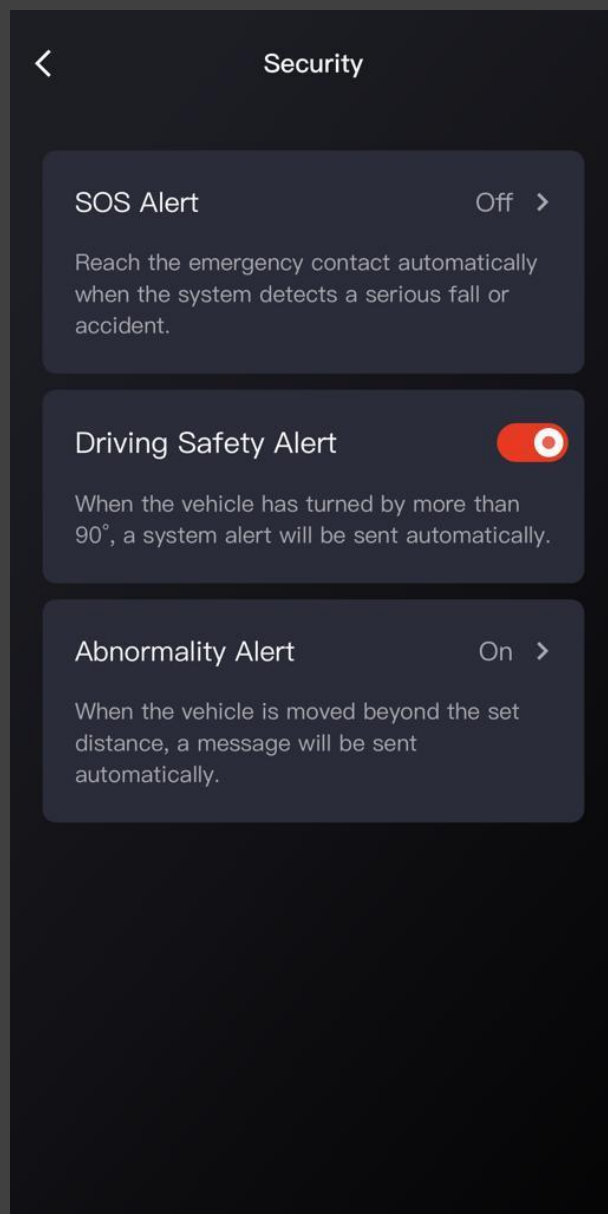 Security
SOS Alert Off
Reach the emergency contact automatically
when the system detects a serious fall or
accident.
Driving Safety Alert
When the vehicle has turned by more than
90°, a system alert will be sent automatically.
Abnormality Alert On
When the vehicle is moved beyond the set
distance, a message will be sent
automatically.